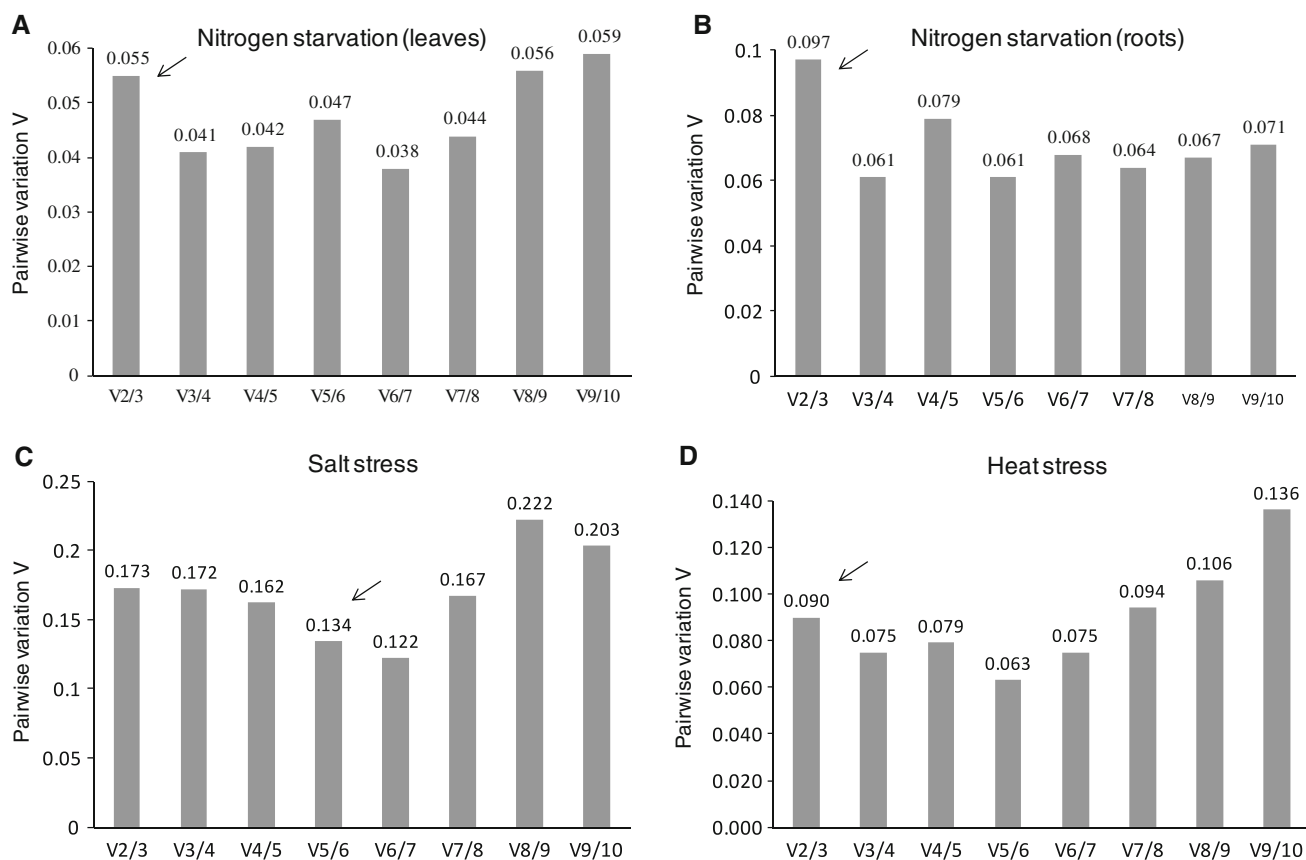 A
Nitrogen starvation (leaves)
Pairwise variation V
0.06
0.05
0.04
0.03
0.02
0.01
0
0.055
0.041
0.042
0.047
0.038
0.044
0.056
0.059
V2/3
V3/4
V4/5
V5/6
V6/7
V7/8
V8/9
V9/10
B
Nitrogen starvation (roots)
Pairwise variation V
0.1
0.08
0.06
0.04
0.02
0
0.097
0.061
0.079
0.061
0.068
0.064
0.067
0.071
V2/3
V3/4
V4/5
V5/6
V6/7
V7/8
V8/9
V9/10
C
Salt stress
Pairwise variation V
0.25
0.2
0.15
0.1
0.05
0
0.173
0.172
0.162
0.134
0.122
0.167
0.222
0.203
V2/3
V3/4
V4/5
V5/6
V6/7
V7/8
V8/9
V9/10
D
Heat stress
Pairwise variation V
0.140
0.120
0.100
0.080
0.060
0.040
0.020
0.000
0.090
0.075
0.079
0.063
0.075
0.094
0.106
0.136
V2/3
V3/4
V4/5
V5/6
V6/7
V7/8
V8/9
V9/10